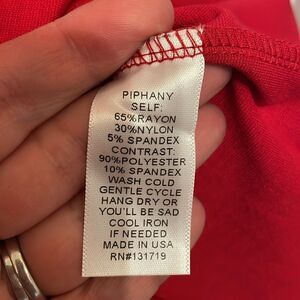 PIPHANY
SELF:
65%RAYON
30%NYLON
5% SPANDEX
CONTRAST:
90%POLYESTER
10% SPANDEX
WASH COLD
GENTLE CYCLE
HANG DRY OR
YOU'LL BE SAD
COOL IRON
IF NEEDED
MADE IN USA
RN#131719